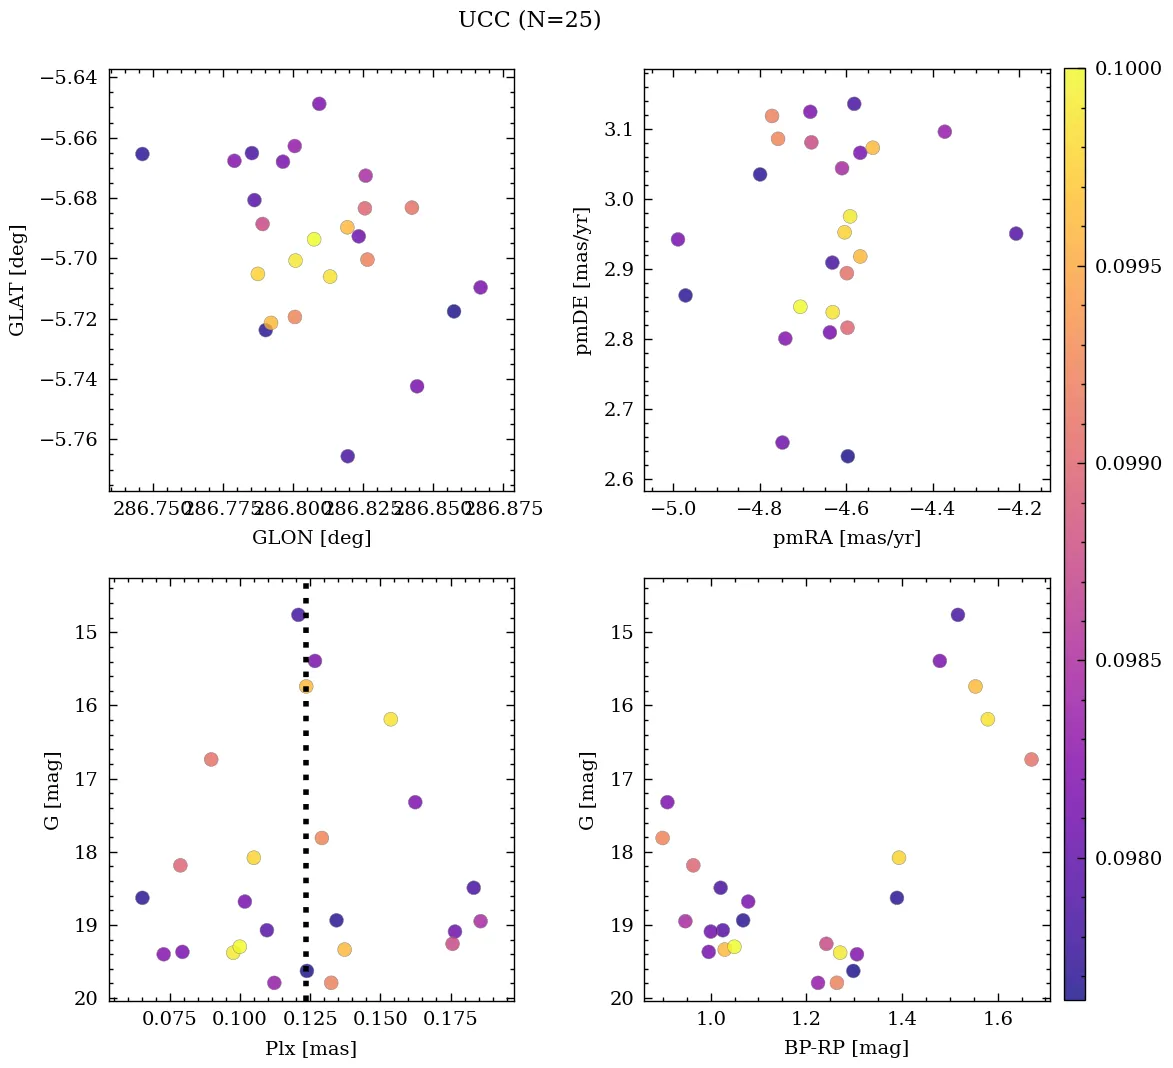 UCC (N=25)
−5.64
−5.66
−5.68
−5.70
−5.72
−5.74
−5.76
GLAT [deg]
286.750 286.775 286.800 286.825 286.850 286.875
GLON [deg]
3.1
3.0
2.9
2.8
2.7
2.6
pmDE [mas/yr]
−5.0 −4.8 −4.6 −4.4 −4.2
pmRA [mas/yr]
15
16
17
18
19
20
G [mag]
0.075 0.100 0.125 0.150 0.175
Plx [mas]
15
16
17
18
19
20
G [mag]
1.0 1.2 1.4 1.6
BP-RP [mag]
0.1000
0.0995
0.0990
0.0985
0.0980